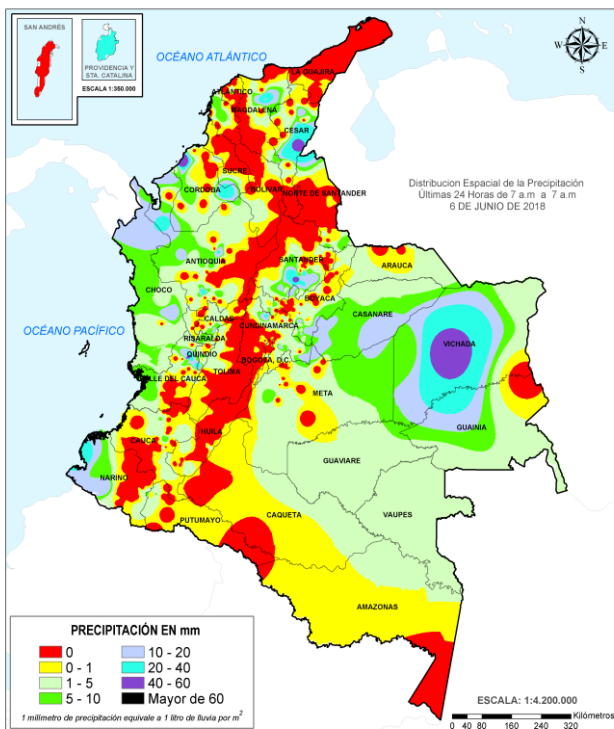 SAN ANDRÉS
PROVIDENCIA Y
STA. CATALINA
ESCALA 1:350.000
OCÉANO ATLÁNTICO
N
W E
S
LA GUAJIRA
ATLÁNTICO
MAGDALENA
CESAR
SUCRE
CORDOBA
BOLIVAR
NORTE DE SANTANDER
Distribucion Espacial de la Precipitación
Últimas 24 Horas de 7 a.m a 7 a.m
6 DE JUNIO DE 2018
ANTIOQUIA
SANTANDER
ARAUCA
CHOCO
BOYACA
CASANARE
OCÉANO PACÍFICO
CALDAS
CUNDINAMARCA
RISARALDA
VICHADA
QUINDIO
BOGOTA, D.C.
TOLIMA
VALLE DEL CAUCA
META
GUAINIA
CAUCA
HUILA
GUAVIARE
NARIÑO
VAUPES
PUTUMAYO
CAQUETA
AMAZONAS
PRECIPITACIÓN EN mm
0 10 - 20
0 - 1 20 - 40
1 - 5 40 - 60
5 - 10 Mayor de 60
1 milímetro de precipitación equivale a 1 litro de lluvia por m²
ESCALA: 1:4.200.000
Kilómetros
0 40 80 160 240 320